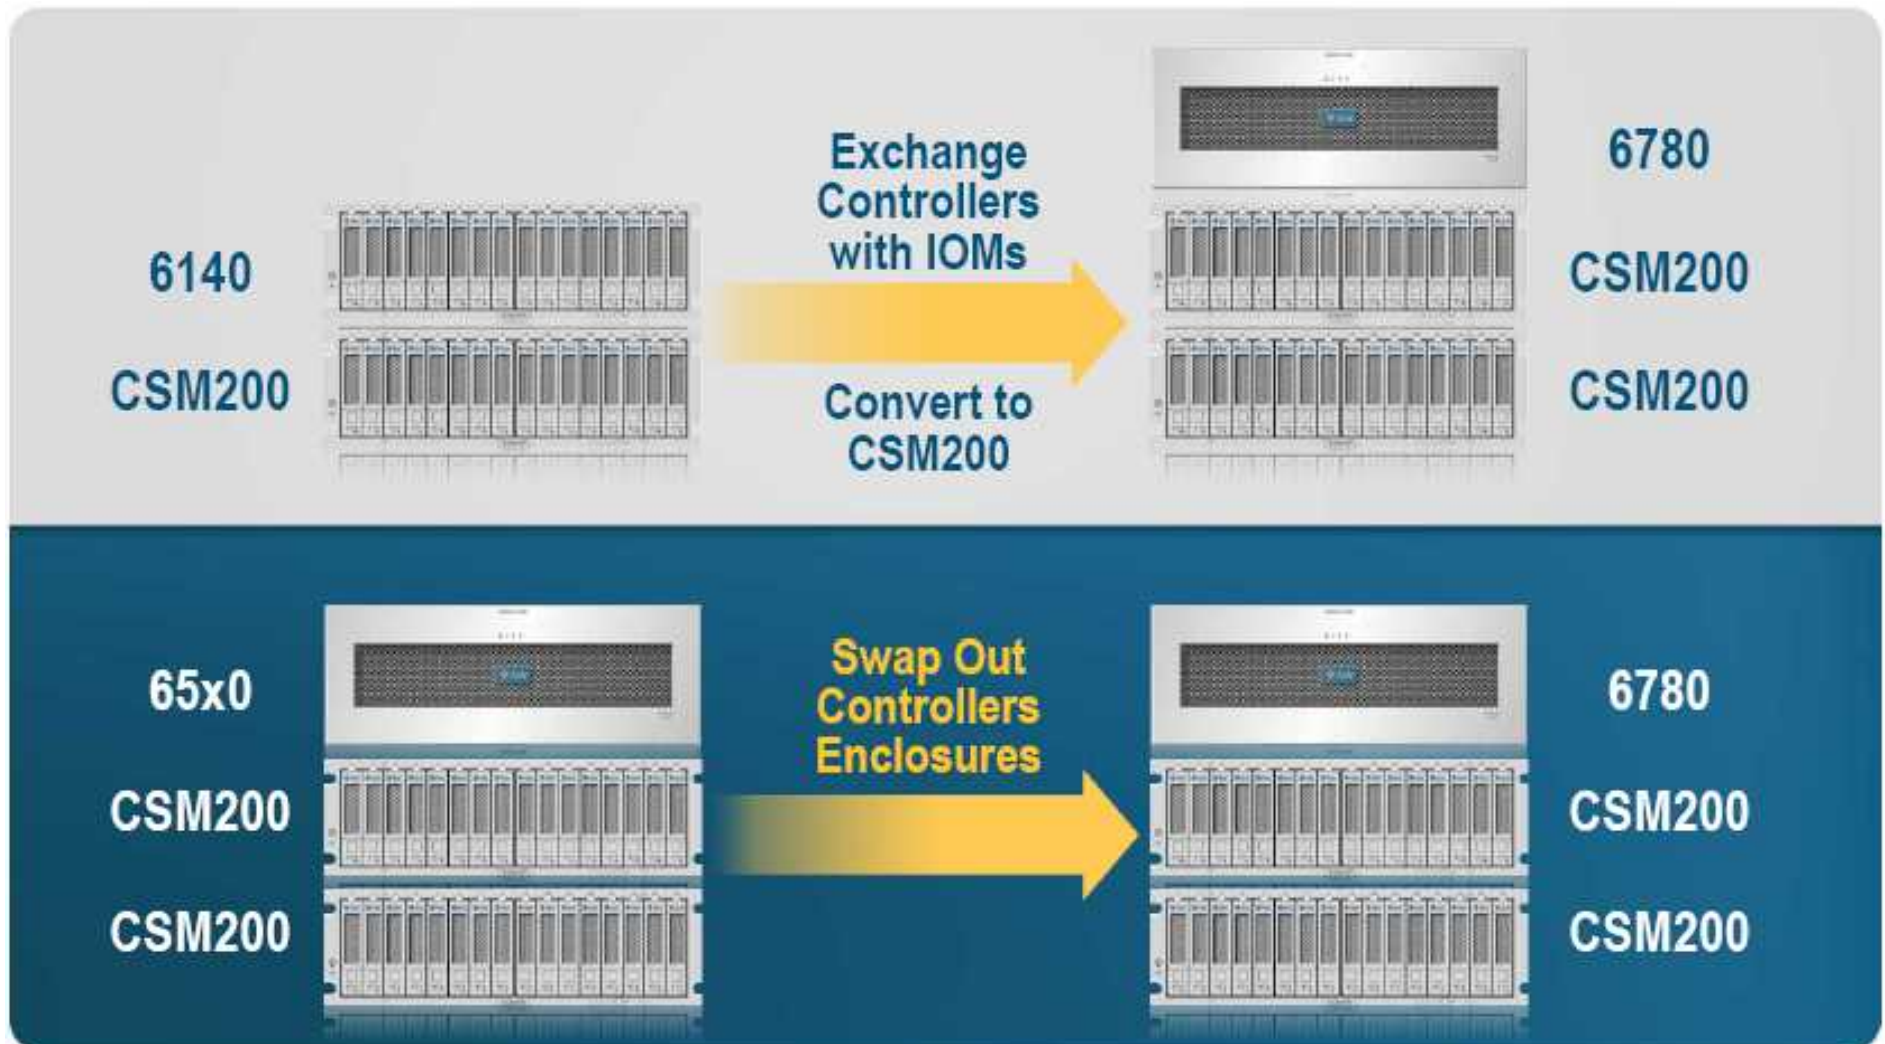 6140
CSM200
Exchange
Controllers
with IOMs
Convert to
CSM200
6780
CSM200
CSM200
65x0
CSM200
CSM200
Swap Out
Controllers
Enclosures
6780
CSM200
CSM200